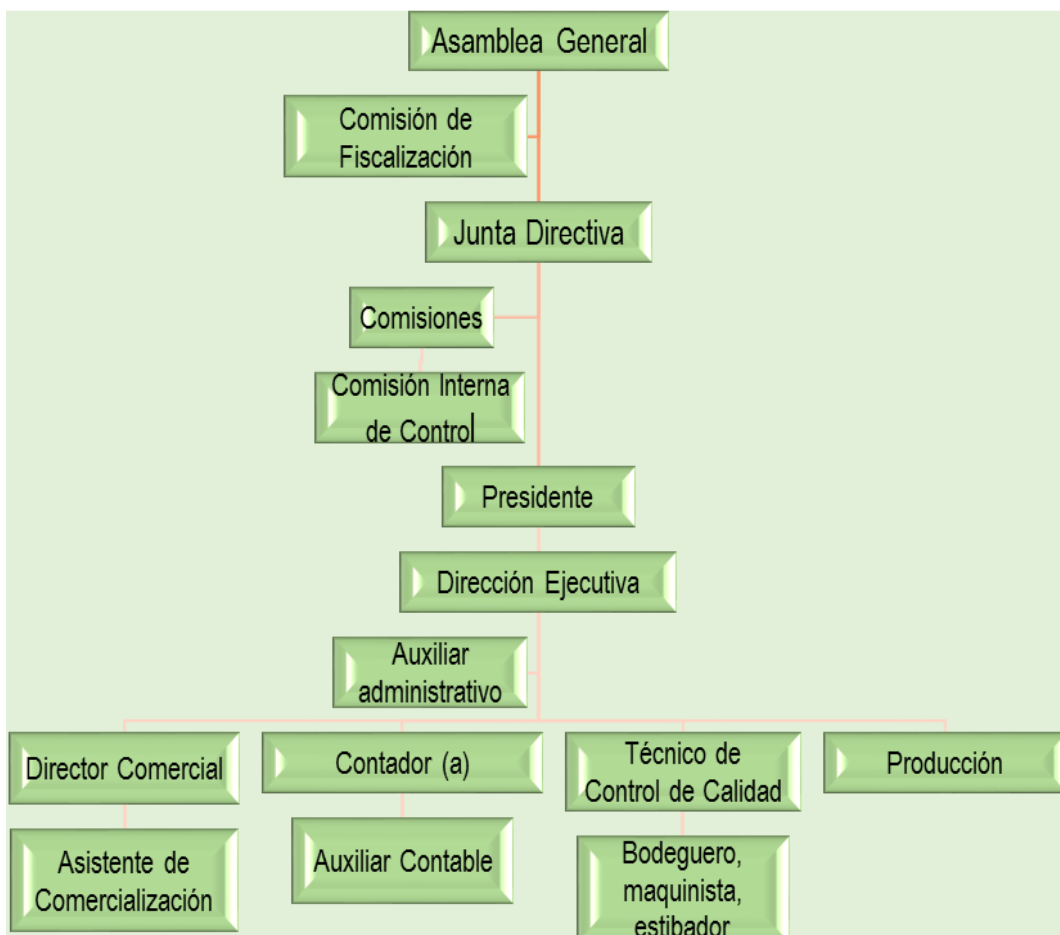 Asamblea General
Comisión de
Fiscalización
Junta Directiva
Comisiones
Comisión Interna
de Control
Presidente
Dirección Ejecutiva
Auxiliar
administrativo
Director Comercial
Contador (a)
Técnico de
Control de Calidad
Producción
Asistente de
Comercialización
Auxiliar Contable
Bodeguero,
maquinista,
estibador